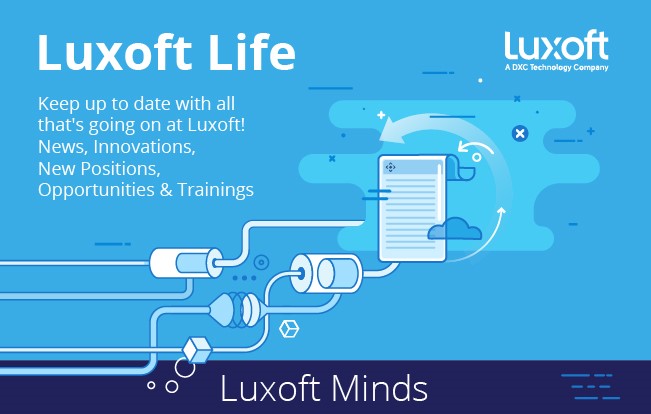 Luxoft Life
Luxoft
A DXC Technology Company
Keep up to date with all
that's going on at Luxoft!
News, Innovations,
New Positions,
Opportunities & Trainings
Luxoft Minds